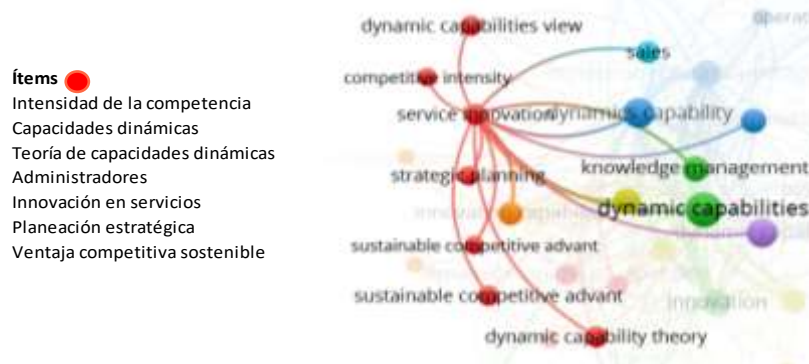 Ítems
Intensidad de la competencia
Capacidades dinámicas
Teoría de capacidades dinámicas
Administradores
Innovación en servicios
Planeación estratégica
Ventaja competitiva sostenible
dynamic capabilities view
sales
competitive intensity
service innovation
dynamics capability
knowledge management
strategic planning
dynamic capabilities
sustainable competitive advant
sustainable competitive advant
innovation
dynamic capability theory